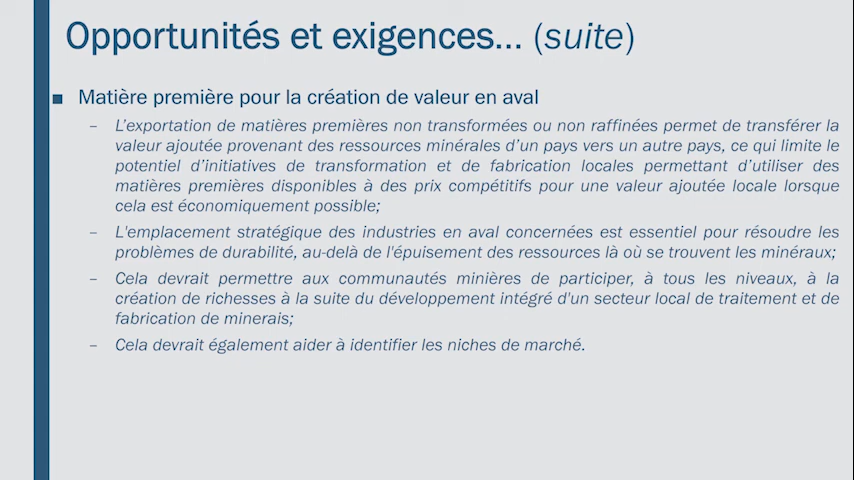 Opportunités et exigences... (suite)
■ Matière première pour la création de valeur en aval
– L’exportation de matières premières non transformées ou non raffinées permet de transférer la
valeur ajoutée provenant des ressources minérales d’un pays vers un autre pays, ce qui limite le
potentiel d’initiatives de transformation et de fabrication locales permettant d’utiliser des
matières premières disponibles à des prix compétitifs pour une valeur ajoutée locale lorsque
cela est économiquement possible;
– L'emplacement stratégique des industries en aval concernées est essentiel pour résoudre les
problèmes de durabilité, au-delà de l'épuisement des ressources là où se trouvent les minéraux;
– Cela devrait permettre aux communautés minières de participer, à tous les niveaux, à la
création de richesses à la suite du développement intégré d'un secteur local de traitement et de
fabrication de minerais;
– Cela devrait également aider à identifier les niches de marché.